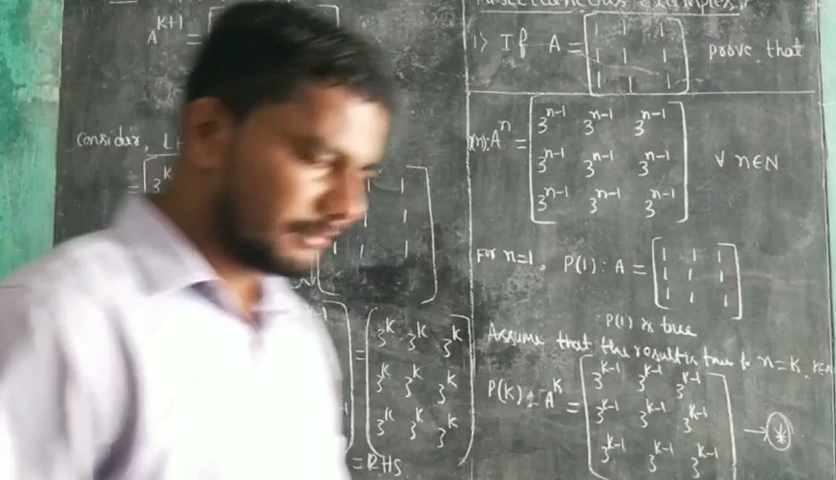 Miscellaneous Examples.
1) If A = [1 1 1
1 1 1
1 1 1] prove that
P(n): A^n = [3^{n-1} 3^{n-1} 3^{n-1}
3^{n-1} 3^{n-1} 3^{n-1}
3^{n-1} 3^{n-1} 3^{n-1}] ∀ n∈N
For n=1, P(1): A = [1 1 1
1 1 1
1 1 1]
P(1) is true
Assume that the result is true for n=K, K∈N
P(K): A^K = [3^{K-1} 3^{K-1} 3^{K-1}
3^{K-1} 3^{K-1} 3^{K-1}
3^{K-1} 3^{K-1} 3^{K-1}] → *
A^{K+1} =
Consider,
= [3^K
= [3^K 3^K 3^K
3^K 3^K 3^K
3^K 3^K 3^K]
= RHS